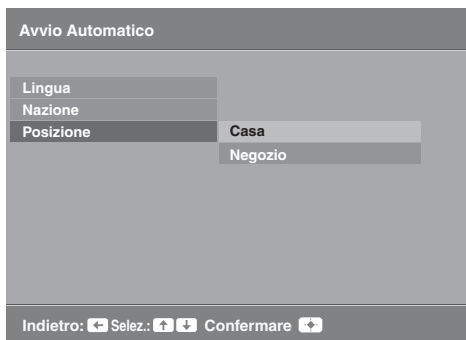 Avvio Automatico
Lingua
Nazione
Posizione Casa
Negozio
Indietro: Selez.: Confermare